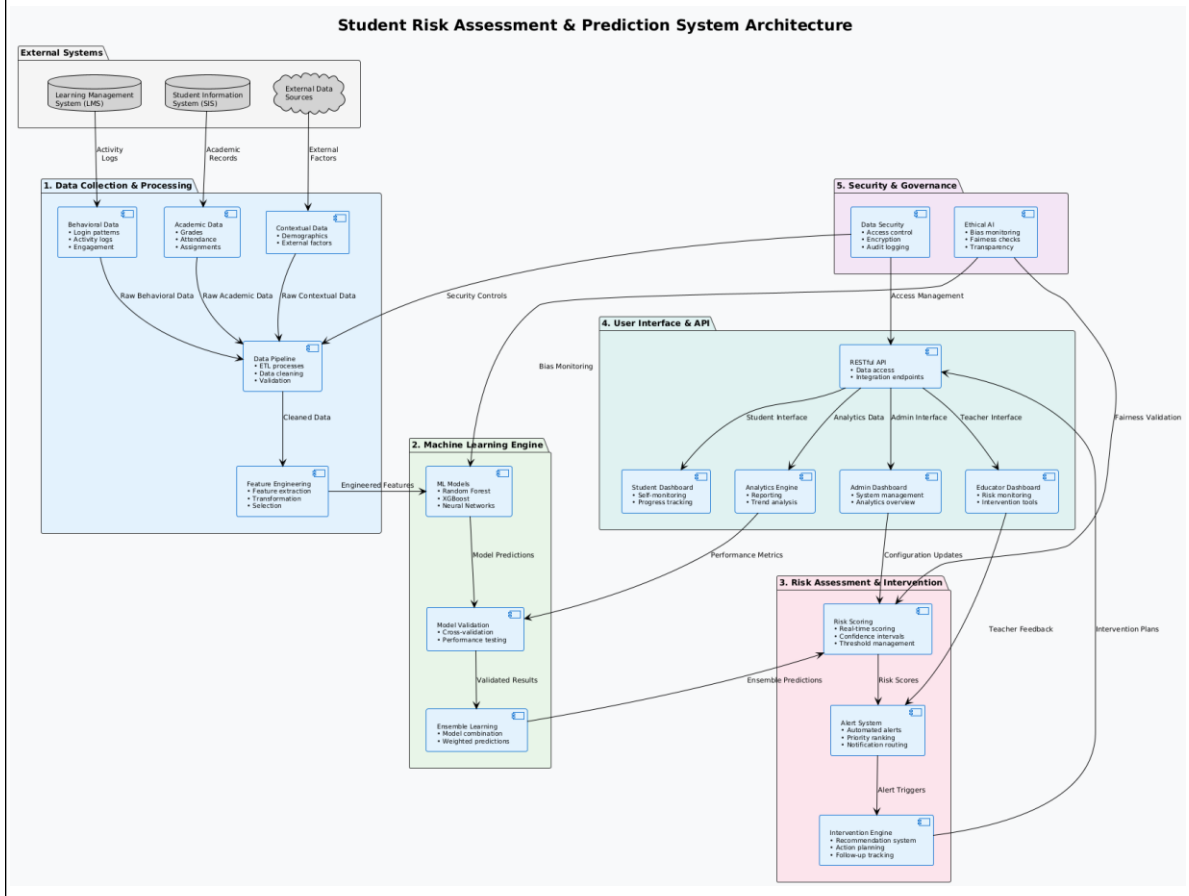 Student Risk Assessment & Prediction System Architecture
External Systems
Learning Management
System (LMS)
Student Information
System (SIS)
External Data
Sources
Activity
Logs
Academic
Records
External
Factors
1. Data Collection & Processing
Behavioral Data
• Login patterns
• Activity logs
• Engagement
Academic Data
• Grades
• Attendance
• Assignments
Contextual Data
• Demographics
• External factors
Raw Behavioral Data
Raw Academic Data
Raw Contextual Data
Data Pipeline
• ETL processes
• Data cleaning
• Validation
Cleaned Data
Feature Engineering
• Feature extraction
• Transformation
• Selection
Engineered Features
5. Security & Governance
Data Security
• Access control
• Encryption
• Audit logging
Ethical AI
• Bias monitoring
• Fairness checks
• Transparency
Security Controls
Access Management
Bias Monitoring
Fairness Validation
4. User Interface & API
RESTful API
• Data access
• Integration endpoints
Student Interface
Analytics Data
Admin Interface
Teacher Interface
Student Dashboard
• Self-monitoring
• Progress tracking
Analytics Engine
• Reporting
• Trend analysis
Admin Dashboard
• System management
• Analytics overview
Educator Dashboard
• Risk monitoring
• Intervention tools
2. Machine Learning Engine
ML Models
• Random Forest
• XGBoost
• Neural Networks
Model Predictions
Performance Metrics
Configuration Updates
Model Validation
• Cross-validation
• Performance testing
Validated Results
Ensemble Learning
• Model combination
• Weighted predictions
Ensemble Predictions
3. Risk Assessment & Intervention
Risk Scoring
• Real-time scoring
• Confidence intervals
• Threshold management
Teacher Feedback
Intervention Plans
Risk Scores
Alert System
• Automated alerts
• Priority ranking
• Notification routing
Alert Triggers
Intervention Engine
• Recommendation system
• Action planning
• Follow-up tracking